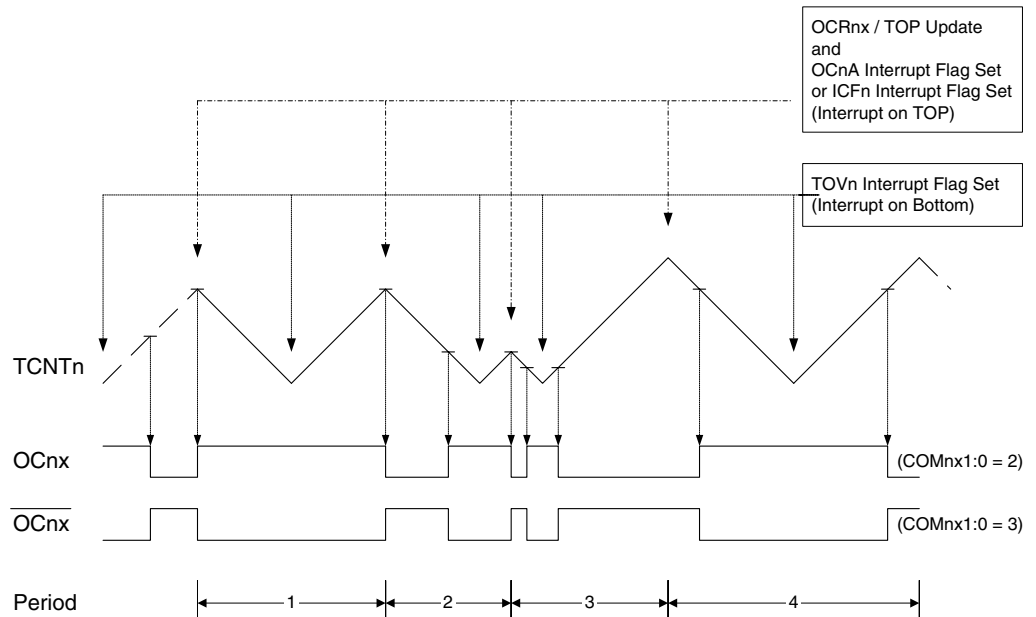 OCRnx / TOP Update
and
OCnA Interrupt Flag Set
or ICFn Interrupt Flag Set
(Interrupt on TOP)
TOVn Interrupt Flag Set
(Interrupt on Bottom)
TCNTn
OCnx
(COMnx1:0 = 2)
OCnx
(COMnx1:0 = 3)
Period
1
2
3
4